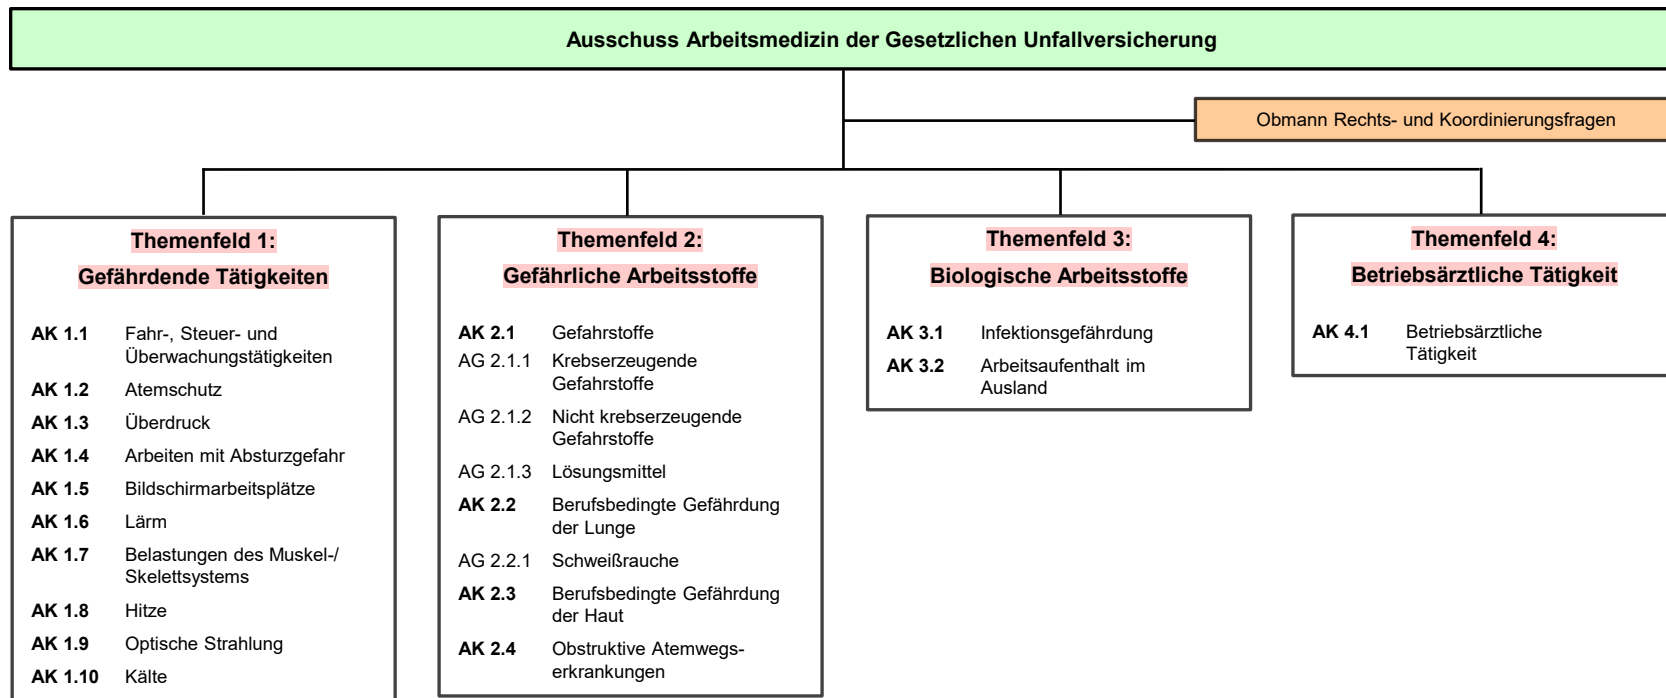 Ausschuss Arbeitsmedizin der Gesetzlichen Unfallversicherung
Obmann Rechts- und Koordinierungsfragen
Themenfeld 1:
Gefährdende Tätigkeiten
AK 1.1 Fahr-, Steuer- und
Überwachungstätigkeiten
AK 1.2 Atemschutz
AK 1.3 Überdruck
AK 1.4 Arbeiten mit Absturzgefahr
AK 1.5 Bildschirmarbeitsplätze
AK 1.6 Lärm
AK 1.7 Belastungen des Muskel-/
Skelettsystems
AK 1.8 Hitze
AK 1.9 Optische Strahlung
AK 1.10 Kälte
Themenfeld 2:
Gefährliche Arbeitsstoffe
AK 2.1 Gefahrstoffe
AG 2.1.1 Krebserzeugende
Gefahrstoffe
AG 2.1.2 Nicht krebserzeugende
Gefahrstoffe
AG 2.1.3 Lösungsmittel
AK 2.2 Berufsbedingte Gefährdung
der Lunge
AG 2.2.1 Schweißrauche
AK 2.3 Berufsbedingte Gefährdung
der Haut
AK 2.4 Obstruktive Atemwegs-
erkrankungen
Themenfeld 3:
Biologische Arbeitsstoffe
AK 3.1 Infektionsgefährdung
AK 3.2 Arbeitsaufenthalt im
Ausland
Themenfeld 4:
Betriebsärztliche Tätigkeit
AK 4.1 Betriebsärztliche
Tätigkeit